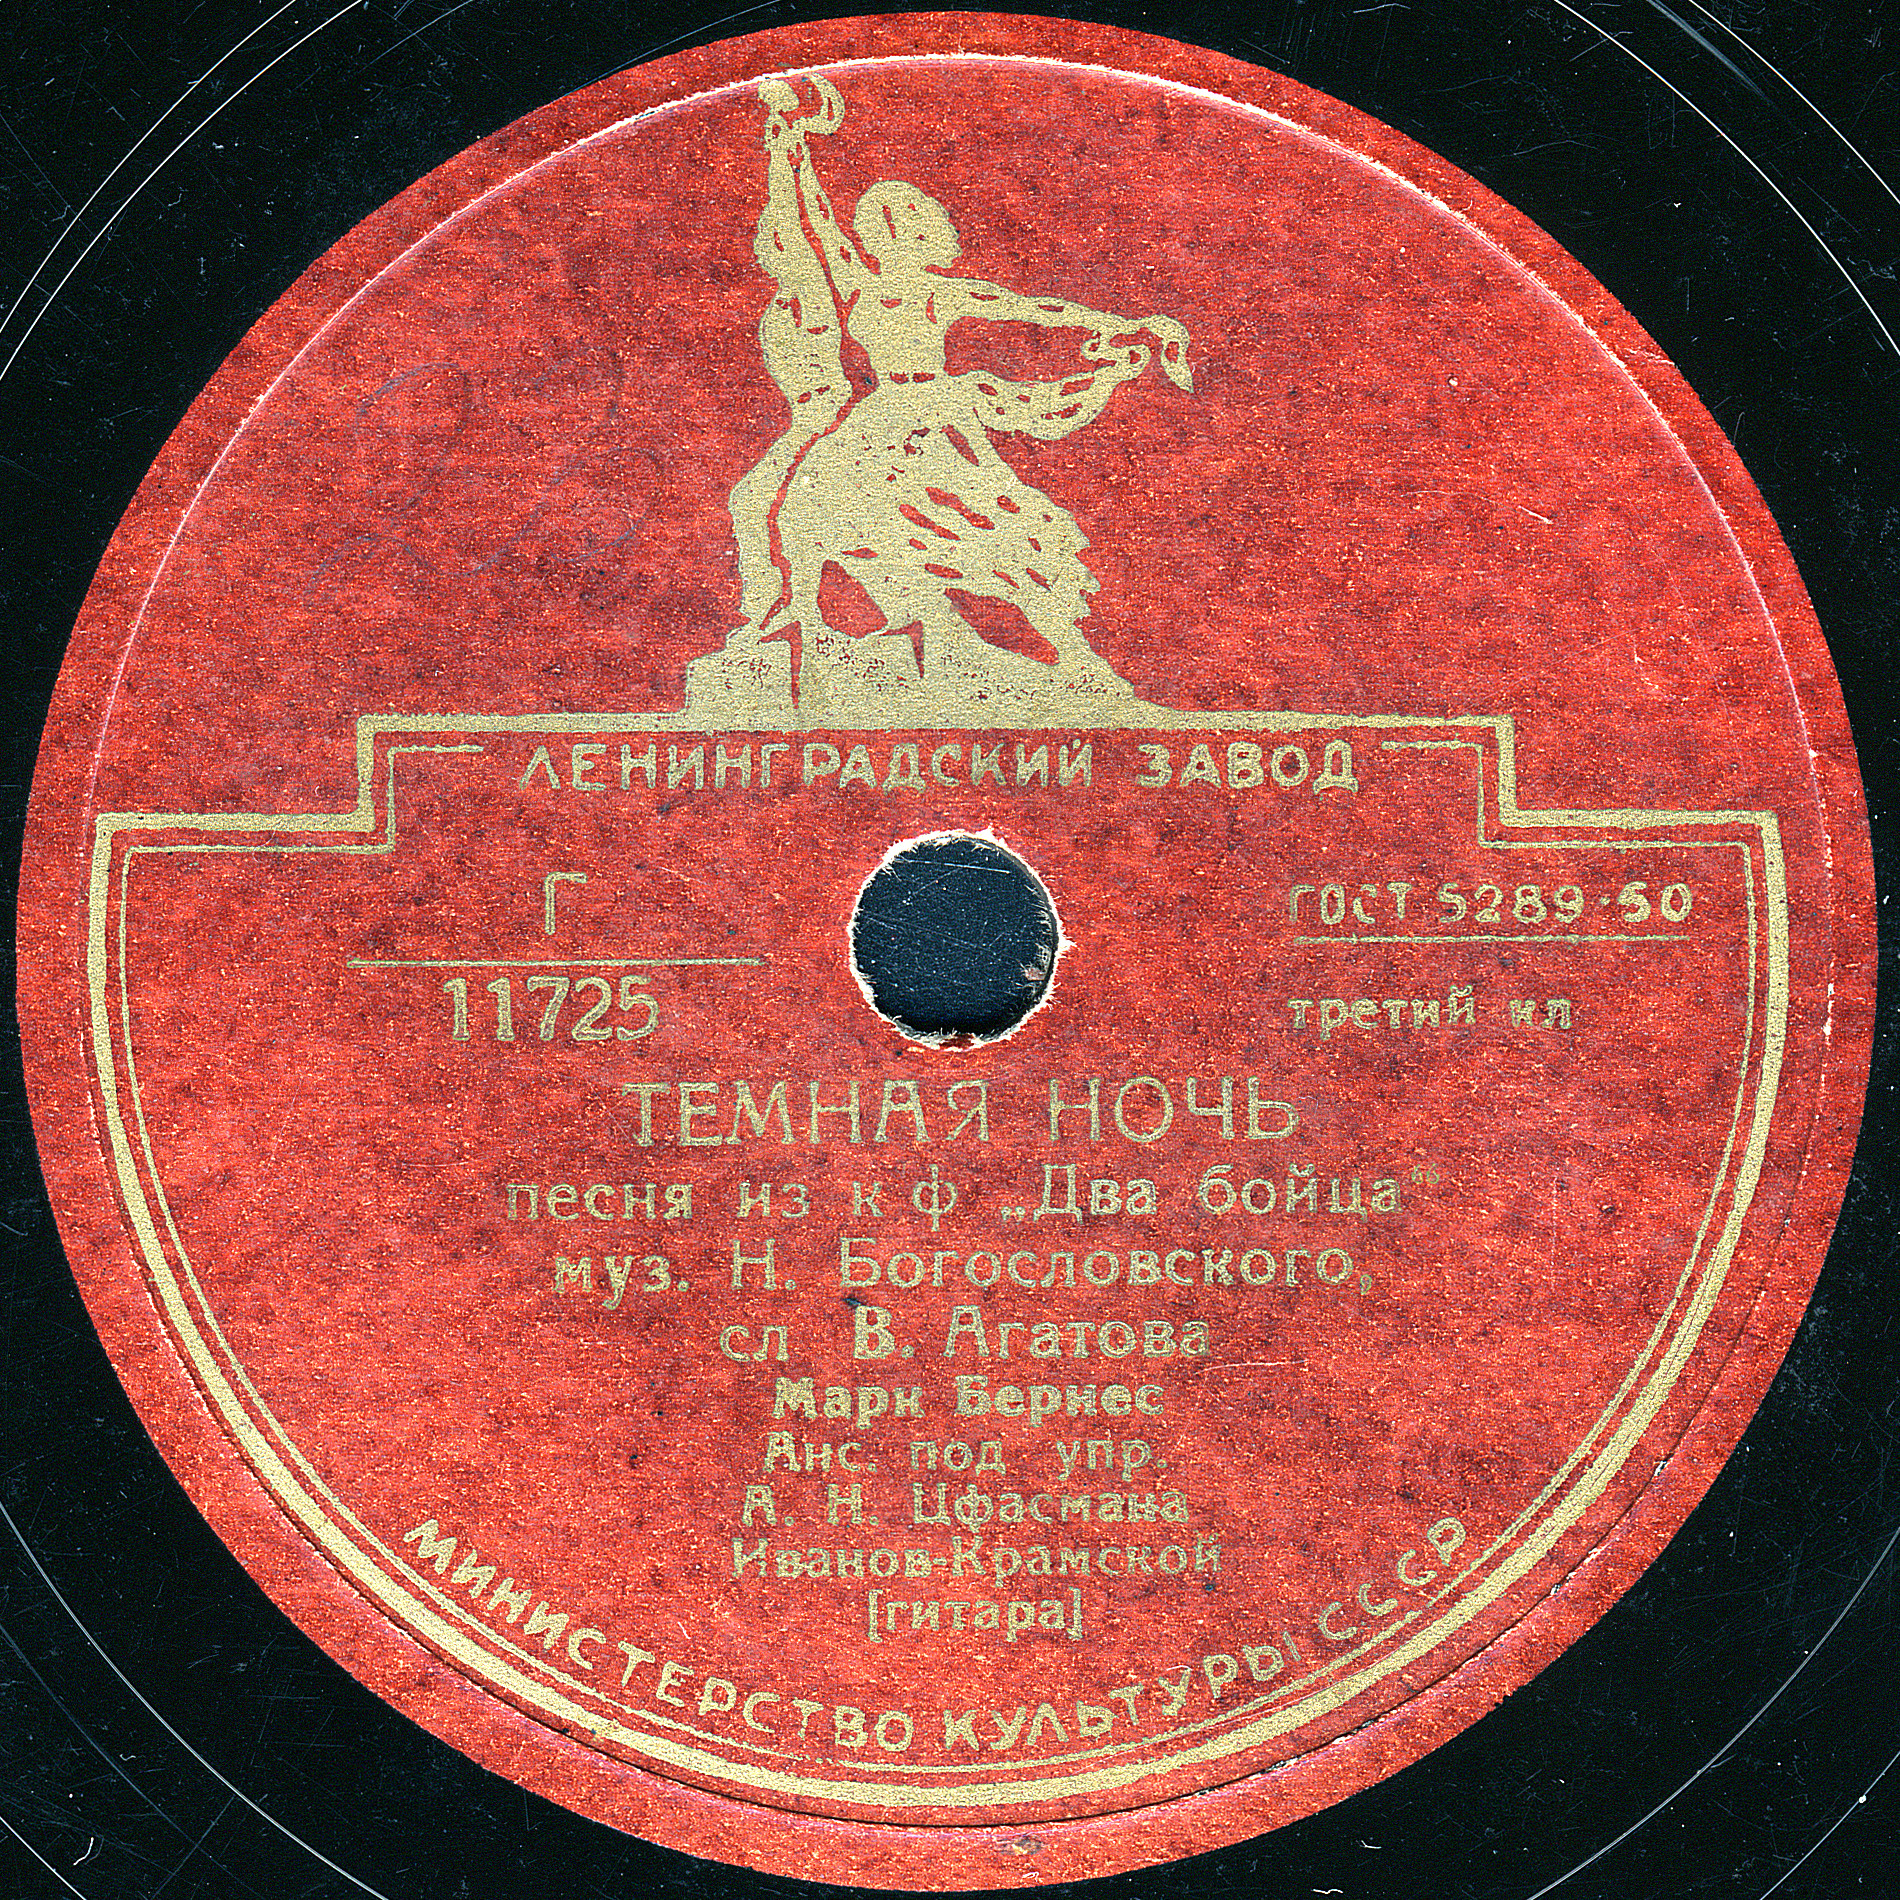 ЛЕНИНГРАДСКИЙ ЗАВОД
Г
11725
ГОСТ 5289-50
третий кл
ТЕМНАЯ НОЧЬ
песня из к ф „Два бойца“
муз. Н. Богословского,
сл В. Агатова
Марк Бернес
Анс. под упр.
А. Н. Цфасмана
Иванов-Крамской
[гитара]
МИНИСТЕРСТВО КУЛЬТУРЫ СССР